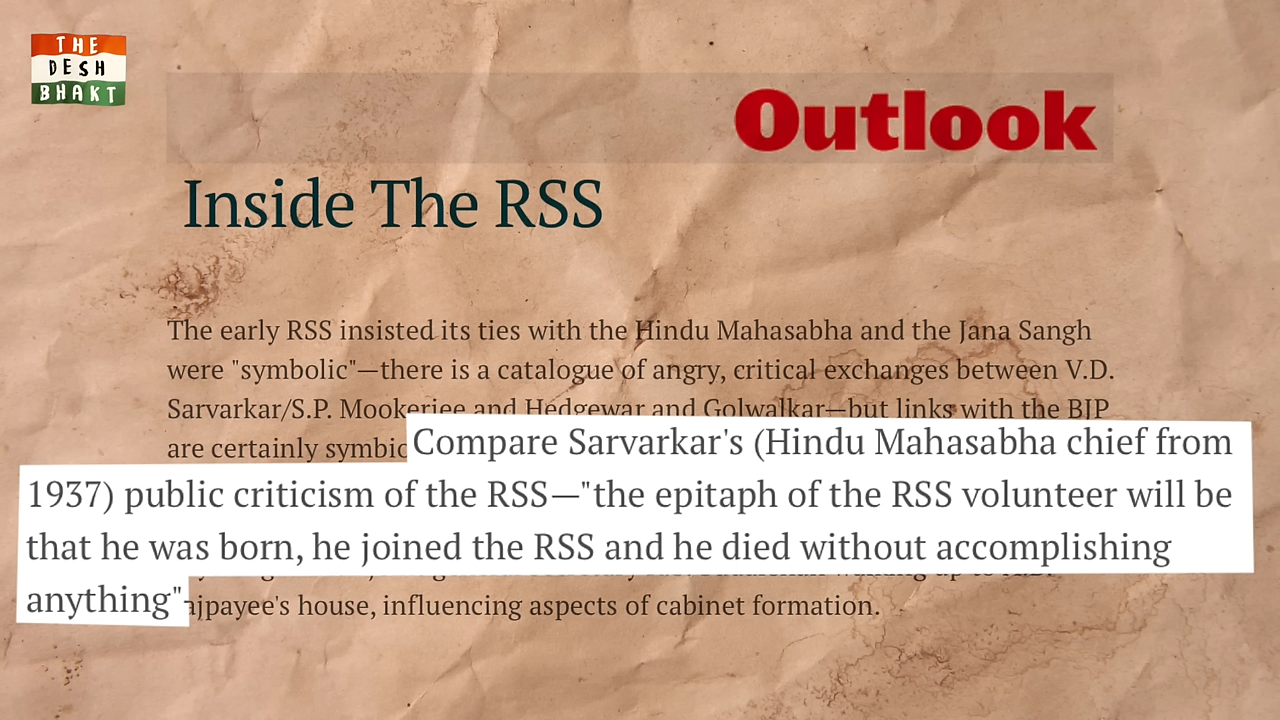 THE
DESH
BHAKT
Outlook
Inside The RSS
The early RSS insisted its ties with the Hindu Mahasabha and the Jana Sangh
were "symbolic"—there is a catalogue of angry, critical exchanges between V.D.
Sarvarkar/S.P. Mookerjee and Hedgewar and Golwalkar—but links with the BJP
are certainly symbio
Compare Sarvarkar's (Hindu Mahasabha chief from
1937) public criticism of the RSS—"the epitaph of the RSS volunteer will be
that he was born, he joined the RSS and he died without accomplishing
anything"-
ajpayee's house, influencing aspects of cabinet formation.